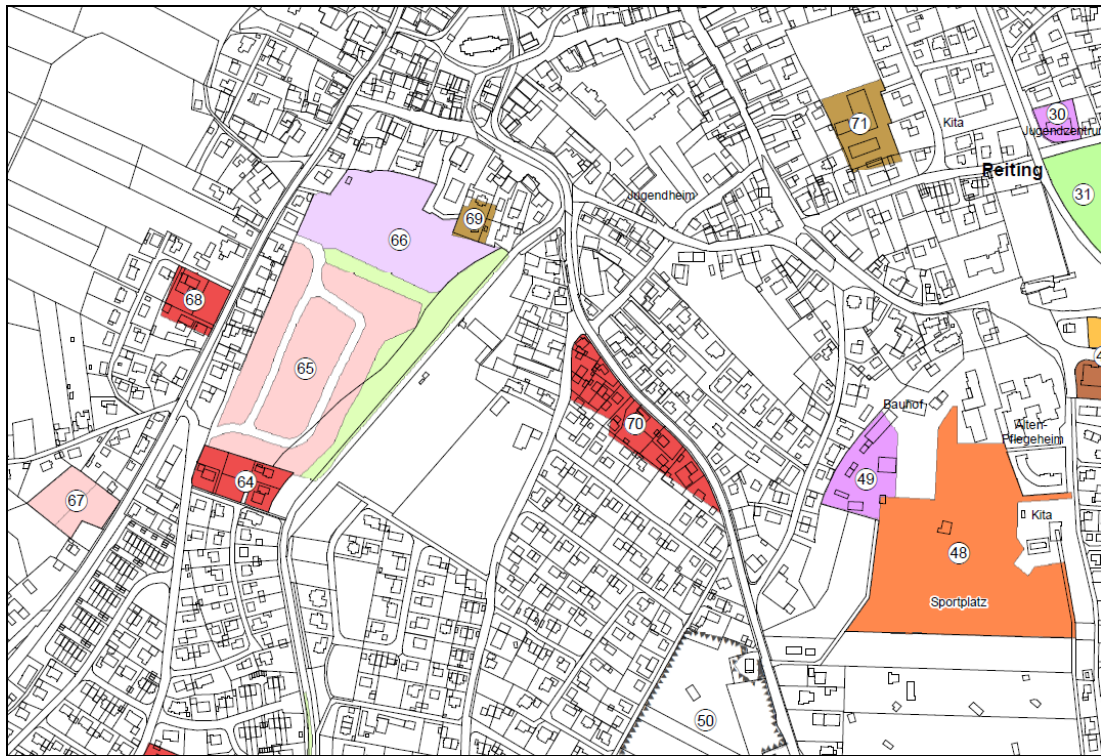 71
Kita
30
Jugendzentrum
Peiting
31
Jugendheim
69
66
68
65
70
Bauhof
Alten-
Pflegeheim
64
49
67
Kita
48
Sportplatz
50